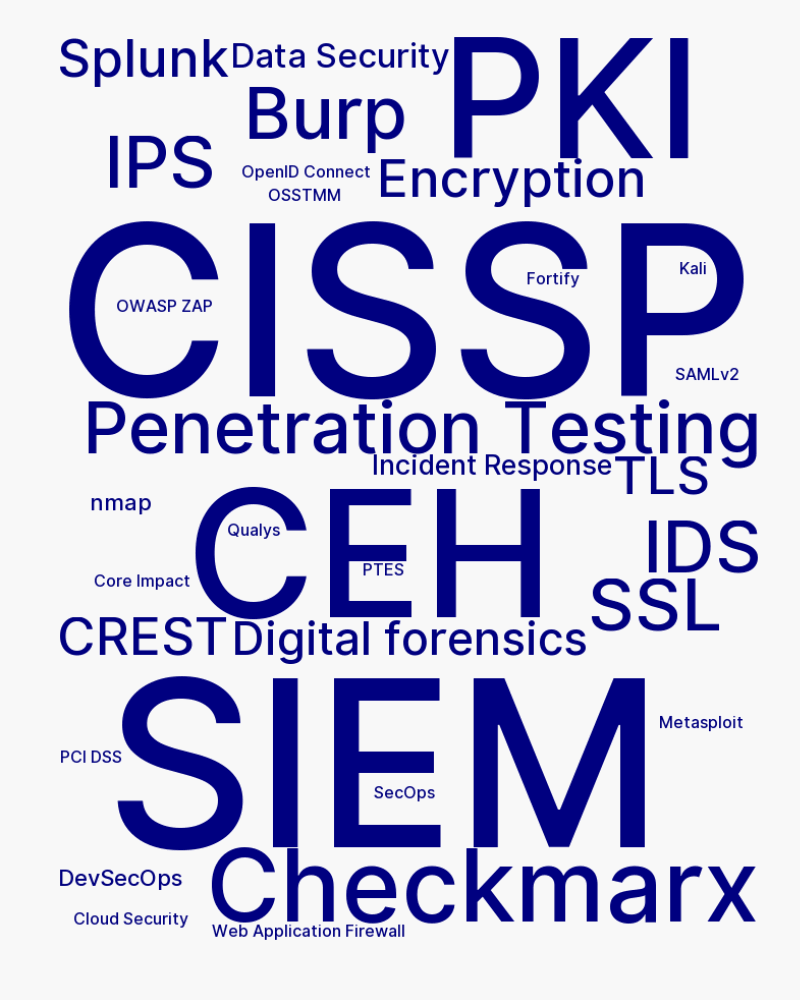 Splunk
Data Security
PKI
Burp
IPS
OpenID Connect
Encryption
OSSTMM
CISSP
Kali
Fortify
OWASP ZAP
SAMLv2
Penetration Testing
Incident Response
TLS
nmap
CEH
Qualys
IDS
PTES
Core Impact
SSL
CREST
Digital forensics
SIEM
Metasploit
PCI DSS
SecOps
DevSecOps
Checkmarx
Cloud Security
Web Application Firewall